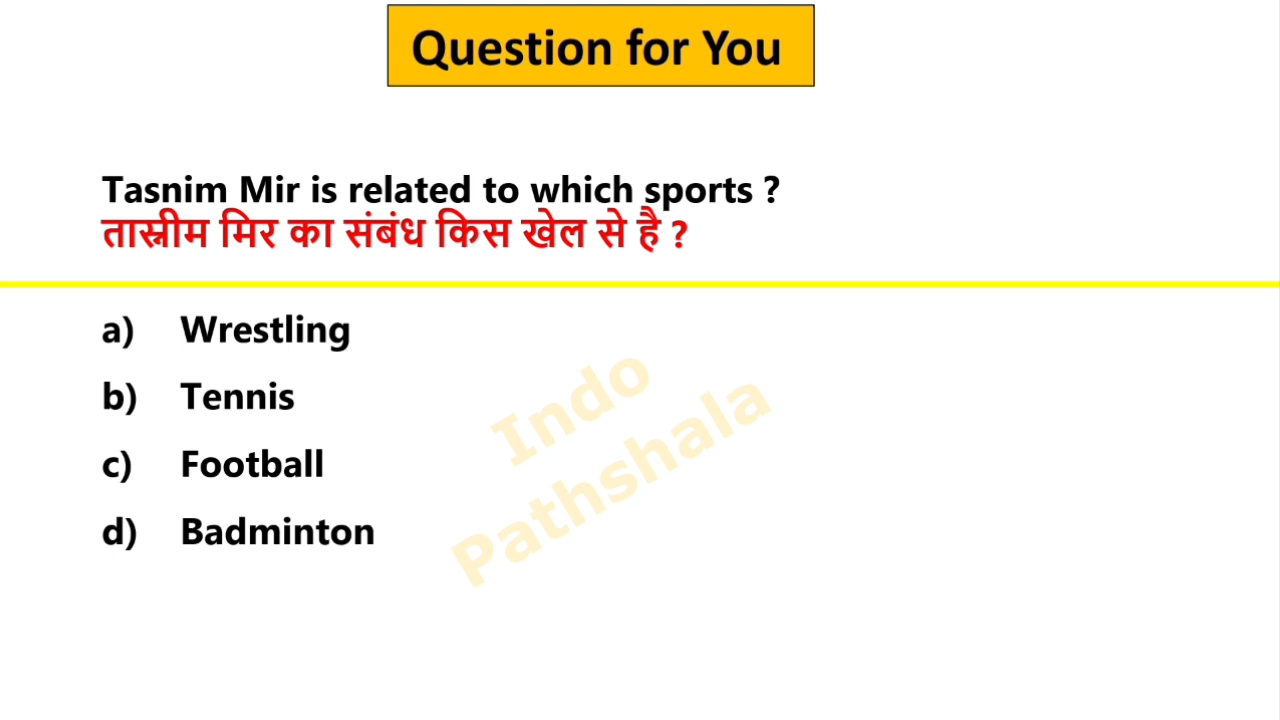 Question for You
Tasnim Mir is related to which sports ?
तास्नीम मिर का संबंध किस खेल से है ?
a) Wrestling
b) Tennis
c) Football
d) Badminton
Indo
Pathshala